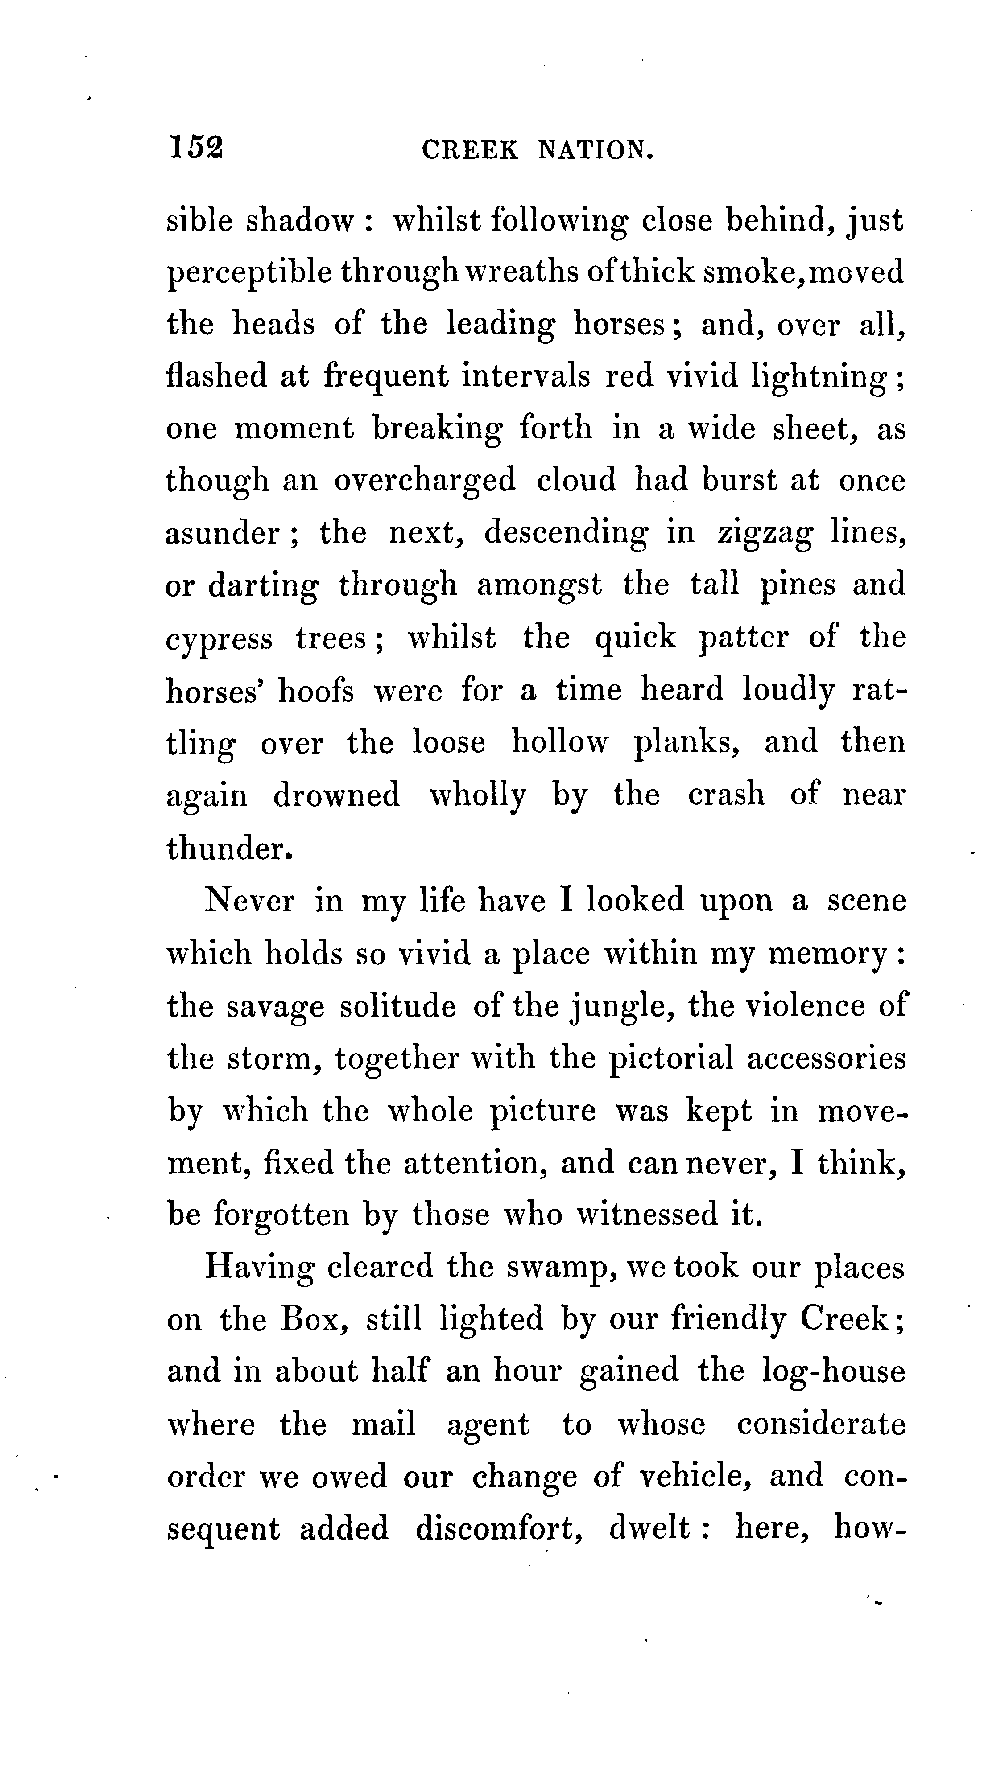 152 CREEK NATION.
sible shadow : whilst following close behind, just
perceptible through wreaths of thick smoke, moved
the heads of the leading horses ; and, over all,
flashed at frequent intervals red vivid lightning ;
one moment breaking forth in a wide sheet, as
though an overcharged cloud had burst at once
asunder ; the next, descending in zigzag lines,
or darting through amongst the tall pines and
cypress trees ; whilst the quick patter of the
horses' hoofs were for a time heard loudly rat-
tling over the loose hollow planks, and then
again drowned wholly by the crash of near
thunder.
Never in my life have I looked upon a scene
which holds so vivid a place within my memory :
the savage solitude of the jungle, the violence of
the storm, together with the pictorial accessories
by which the whole picture was kept in move-
ment, fixed the attention, and can never, I think,
be forgotten by those who witnessed it.
Having cleared the swamp, we took our places
on the Box, still lighted by our friendly Creek ;
and in about half an hour gained the log-house
where the mail agent to whose considerate
order we owed our change of vehicle, and con-
sequent added discomfort, dwelt : here, how-